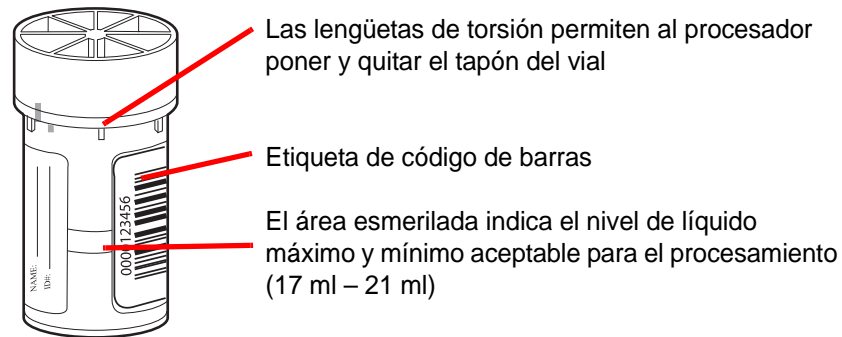 Las lengüetas de torsión permiten al procesador
poner y quitar el tapón del vial
Etiqueta de código de barras
El área esmerilada indica el nivel de líquido
máximo y mínimo aceptable para el procesamiento
(17 ml – 21 ml)
NAME:
ID#:
0000123456